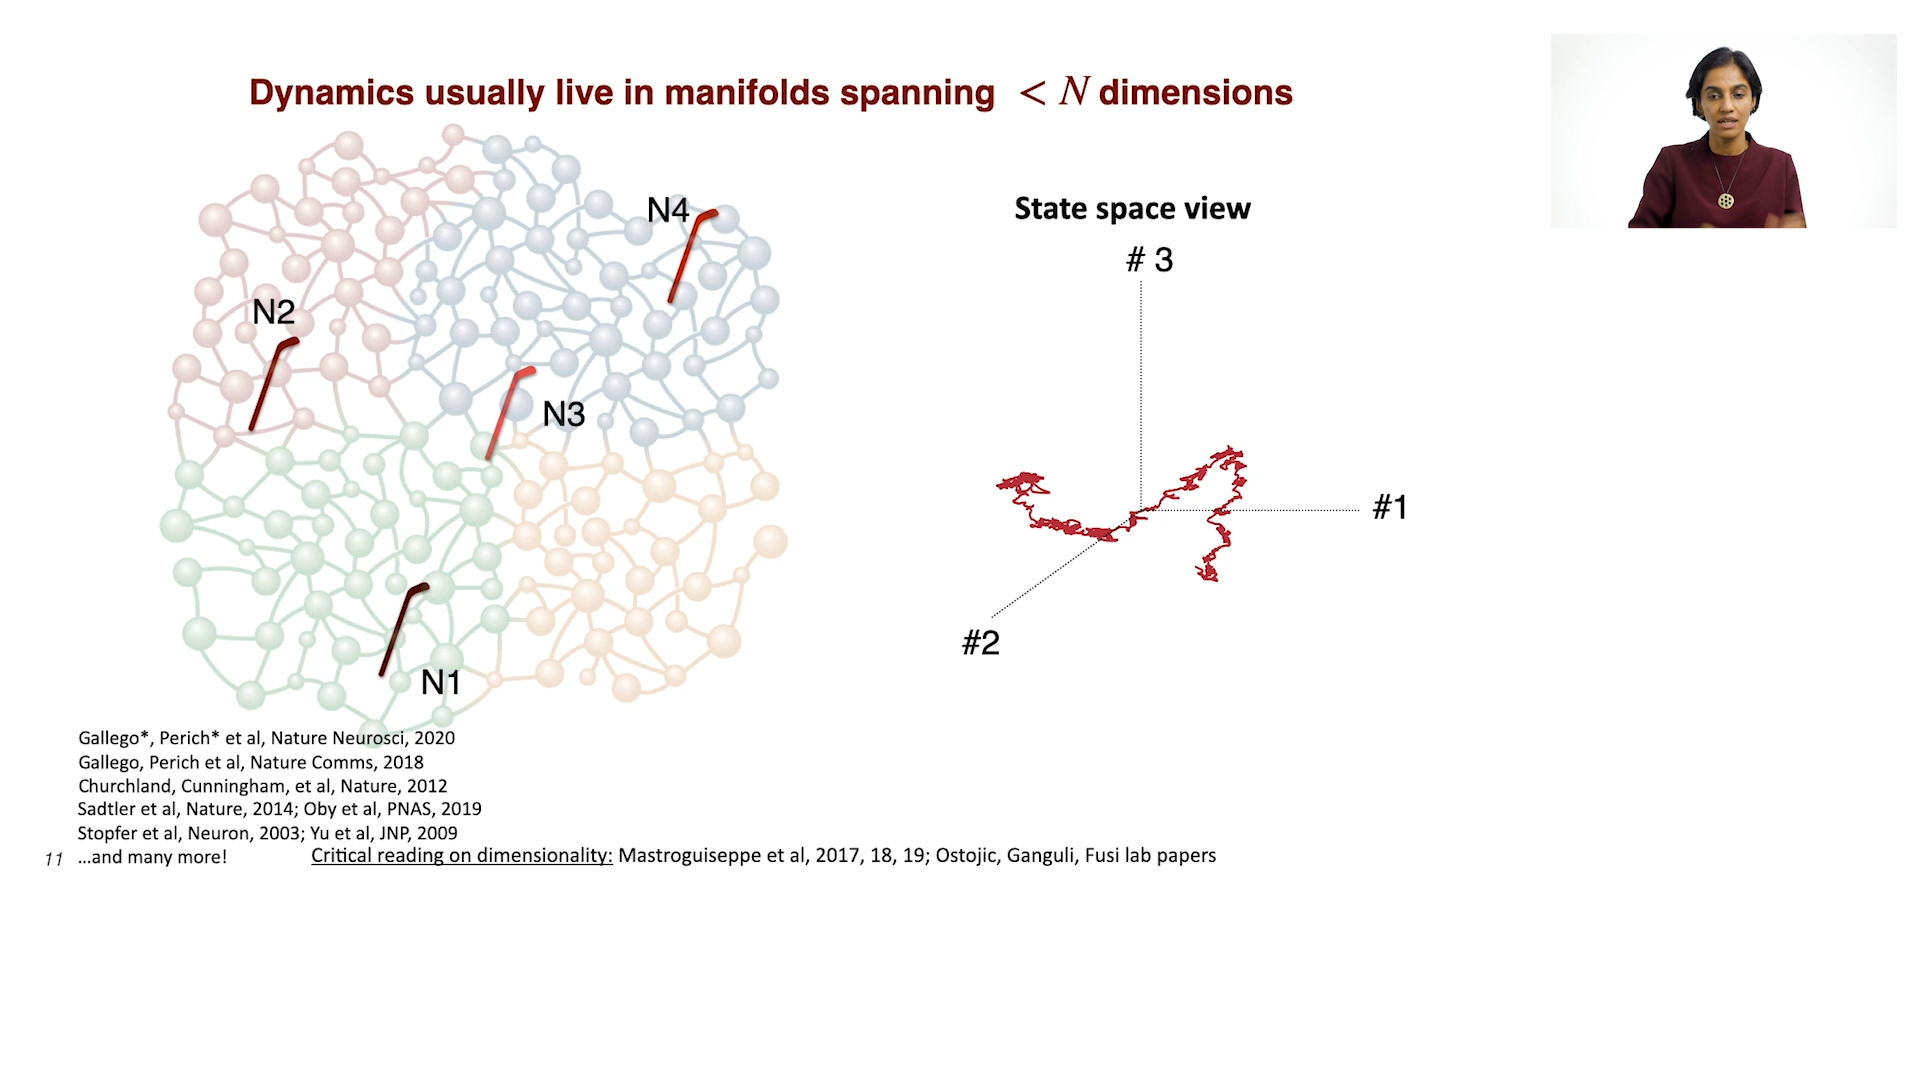 Dynamics usually live in manifolds spanning < N dimensions
State space view
# 3
#1
#2
N4
N2
N3
N1
Gallego*, Perich* et al, Nature Neurosci, 2020
Gallego, Perich et al, Nature Comms, 2018
Churchland, Cunningham, et al, Nature, 2012
Sadtler et al, Nature, 2014; Oby et al, PNAS, 2019
Stopfer et al, Neuron, 2003; Yu et al, JNP, 2009
11 ...and many more!
Critical reading on dimensionality: Mastroguiseppe et al, 2017, 18, 19; Ostojic, Ganguli, Fusi lab papers